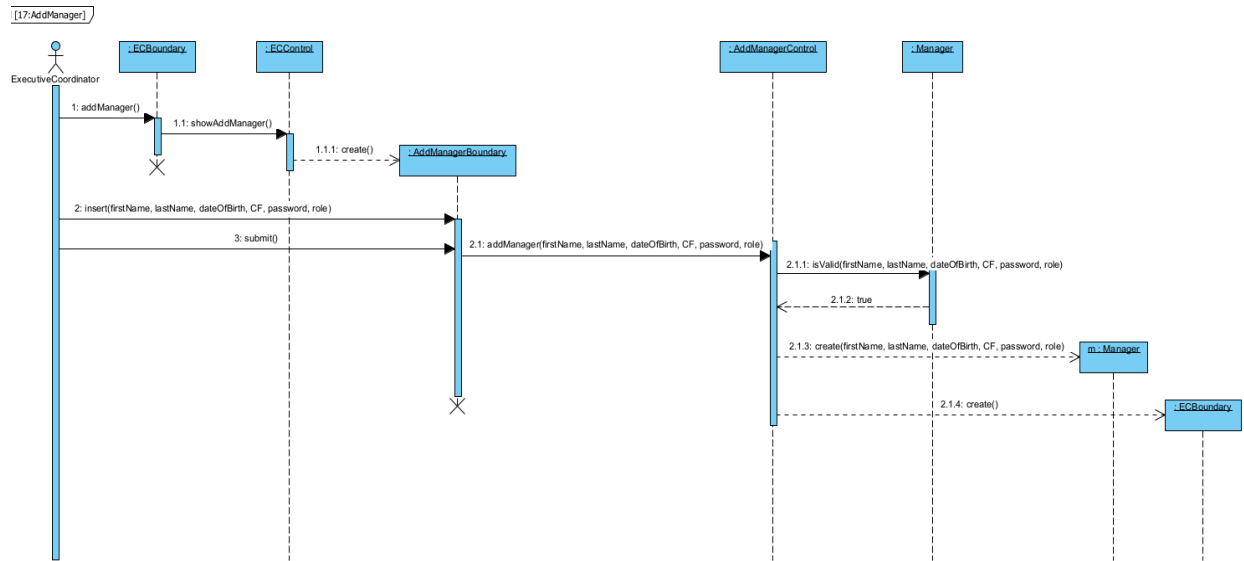 [17:AddManager]
: ECBoundary
: ECControl
: AddManagerControl
: Manager
ExecutiveCoordinator
1: addManager()
1.1: showAddManager()
1.1.1: create()
: AddManagerBoundary
2: insert(firstName, lastName, dateOfBirth, CF, password, role)
3: submit()
2.1: addManager(firstName, lastName, dateOfBirth, CF, password, role)
2.1.1: isValid(firstName, lastName, dateOfBirth, CF, password, role)
2.1.2: true
2.1.3: create(firstName, lastName, dateOfBirth, CF, password, role)
m : Manager
2.1.4: create()
: ECBoundary